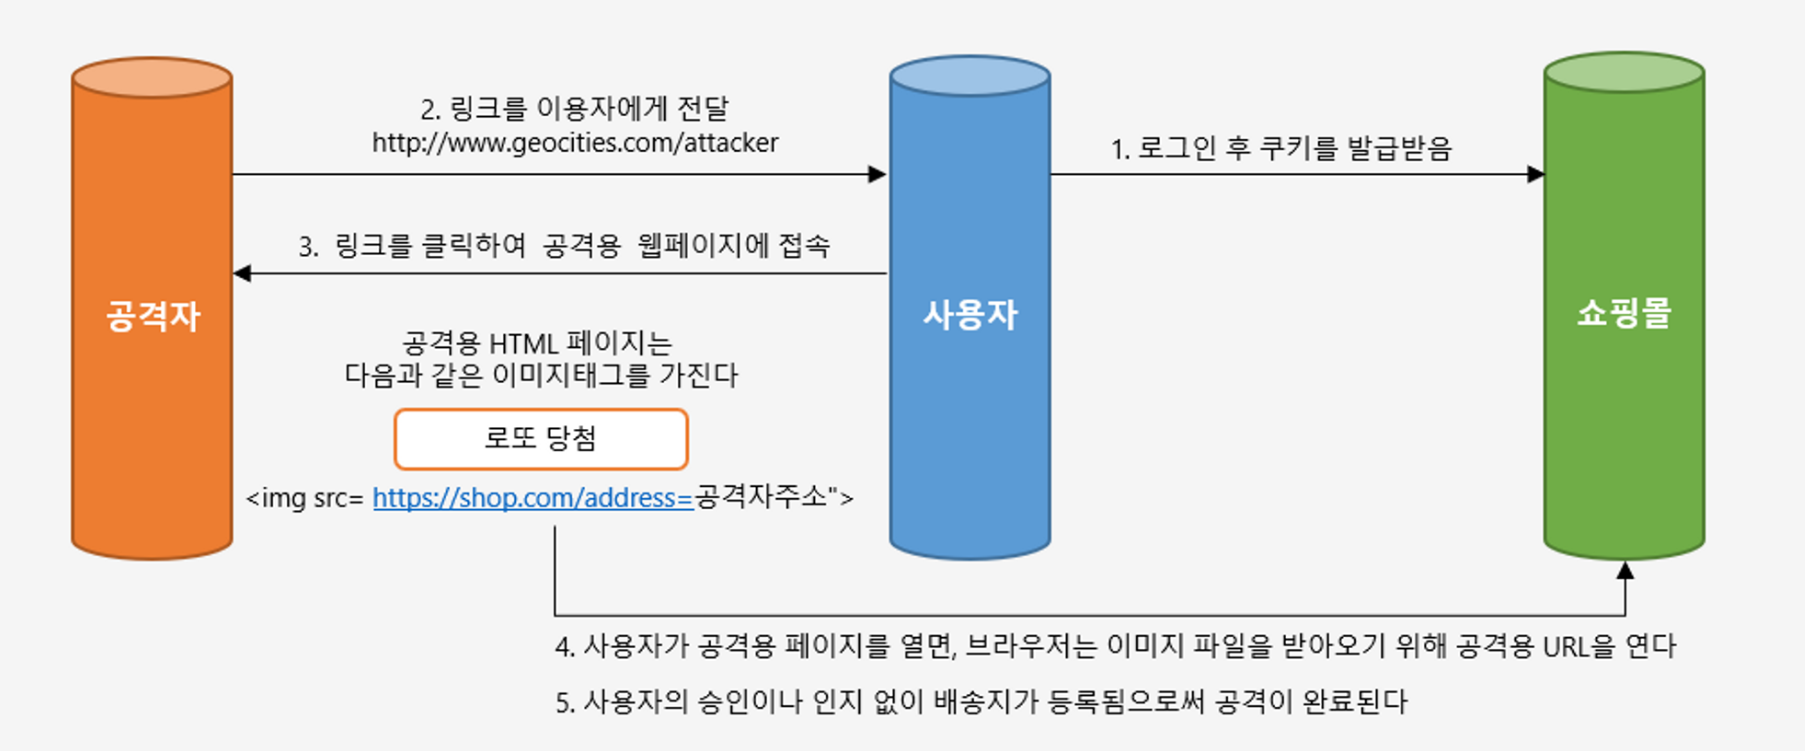 2. 링크를 이용자에게 전달
http://www.geocities.com/attacker
1. 로그인 후 쿠키를 발급받음
3. 링크를 클릭하여 공격용 웹페이지에 접속
공격자
사용자
쇼핑몰
공격용 HTML 페이지는
다음과 같은 이미지태그를 가진다
로또 당첨
<img src= https://shop.com/address=공격자주소">
4. 사용자가 공격용 페이지를 열면, 브라우저는 이미지 파일을 받아오기 위해 공격용 URL을 연다
5. 사용자의 승인이나 인지 없이 배송지가 등록됨으로써 공격이 완료된다